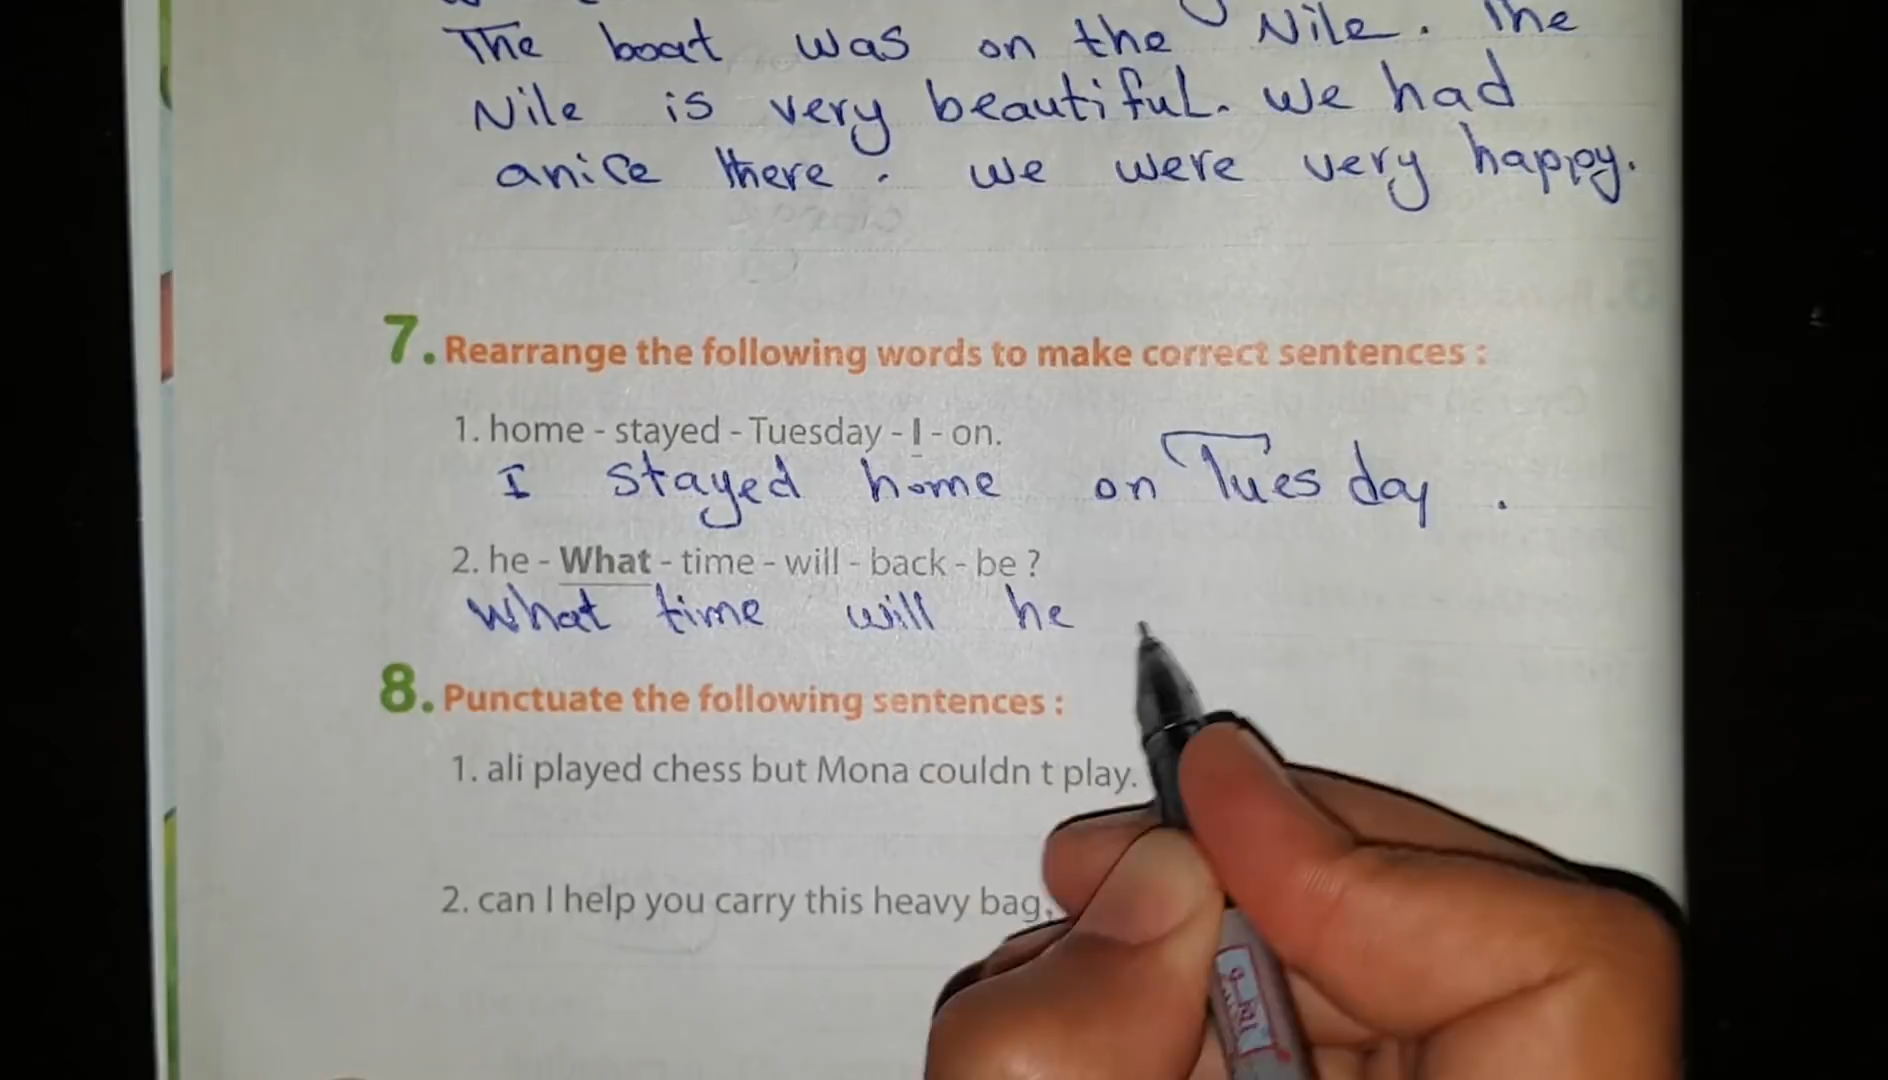 The boat was on the Nile. The
Nile is very beautiful. we had
anice there. we were very happy.
7. Rearrange the following words to make correct sentences :
1. home - stayed - Tuesday - I - on.
I stayed home on Tuesday .
2. he - What - time - will - back - be ?
What time will he
8. Punctuate the following sentences :
1. ali played chess but Mona couldn t play.
2. can I help you carry this heavy bag.